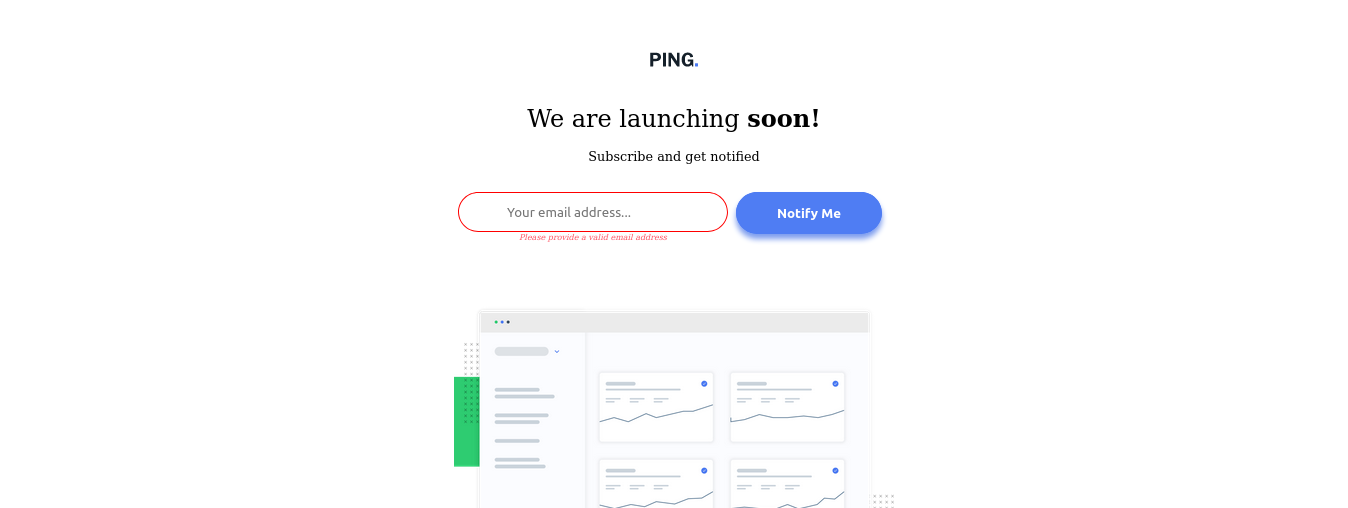 PING.
We are launching soon!
Subscribe and get notified
Your email address...
Notify Me
Please provide a valid email address